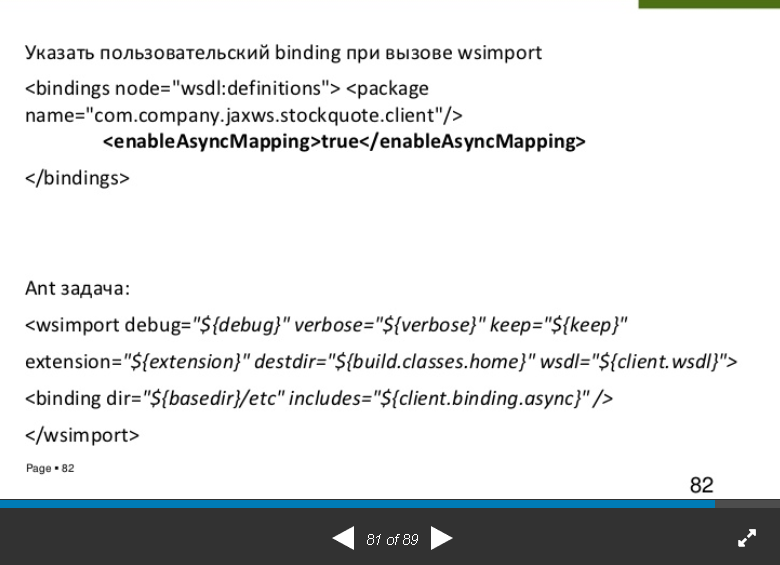 Указать пользовательский binding при вызове wsimport
<bindings node="wsdl:definitions"> <package
name="com.company.jaxws.stockquote.client"/>
<enableAsyncMapping>true</enableAsyncMapping>
</bindings>
Ant задача:
<wsimport debug="${debug}" verbose="${verbose}" keep="${keep}"
extension="${extension}" destdir="${build.classes.home}" wsdl="${client.wsdl}">
<binding dir="${basedir}/etc" includes="${client.binding.async}" />
</wsimport>
Page ▪ 82
82
81 of 89